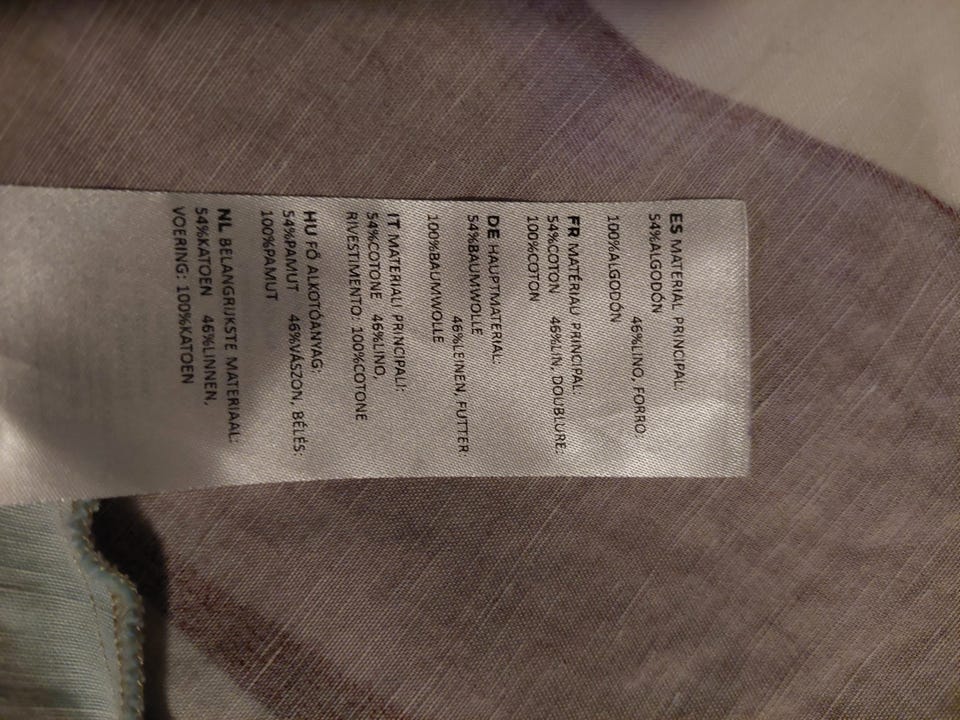 ES MATERIAL PRINCIPAL:
54%ALGODÓN
46%LINO, FORRO:
100%ALGODÓN
FR MATÉRIAU PRINCIPAL:
54%COTON 46%LIN, DOUBLURE:
100%COTON
DE HAUPTMATERIAL:
54%BAUMWOLLE
46%LEINEN, FUTTER:
100%BAUMWOLLE
IT MATERIALI PRINCIPALI:
54%COTONE 46%LINO,
RIVESTIMENTO: 100%COTONE
HU FŐ ALKOTÓANYAG:
54%PAMUT 46%VÁSZON, BÉLÉS:
100%PAMUT
NL BELANGRIJKSTE MATERIAAL:
54%KATOEN 46%LINNEN,
VOERING: 100%KATOEN